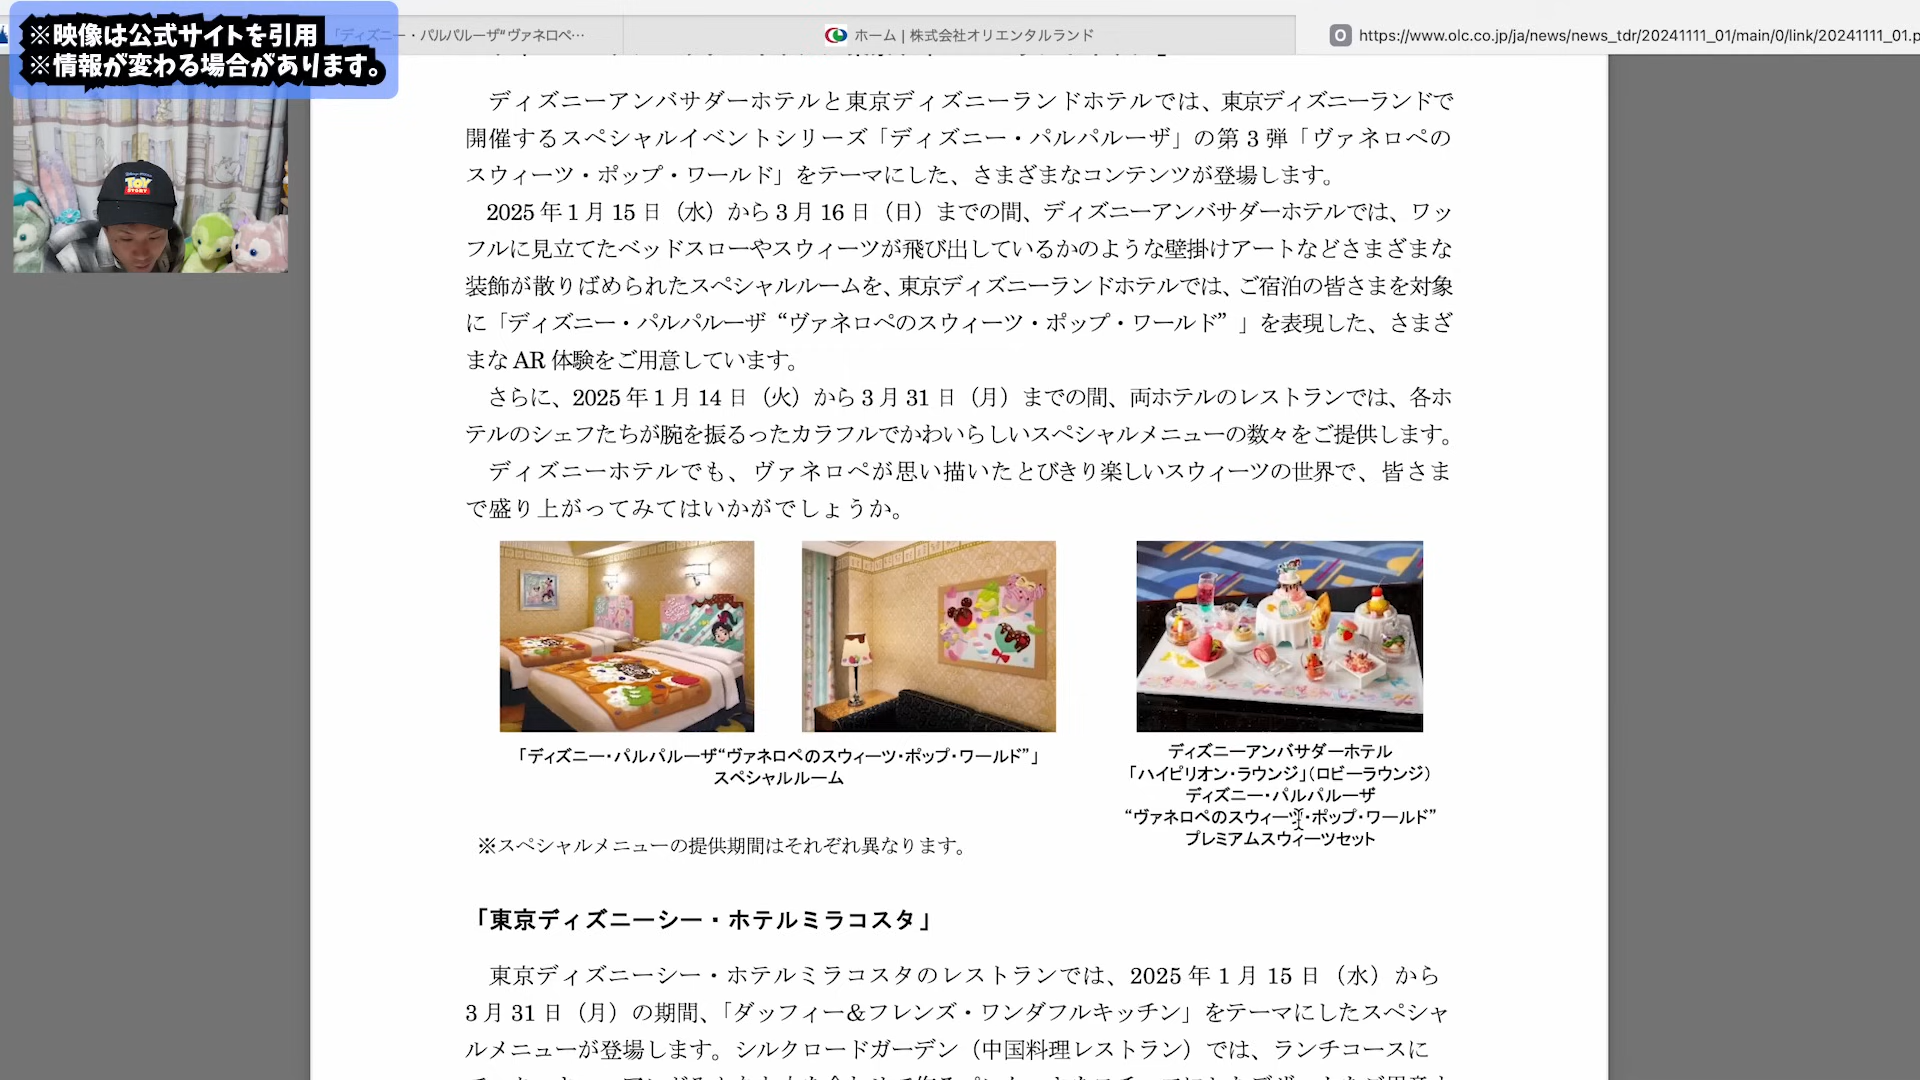 ※映像は公式サイトを引用
※情報が変わる場合があります。
「ディズニー・パルパルーザ“ヴァネロペ…
ホーム | 株式会社オリエンタルランド
https://www.olc.co.jp/ja/news/news_tdr/20241111_01/main/0/link/20241111_01.p
ディズニーアンバサダーホテルと東京ディズニーランドホテルでは、東京ディズニーランドで
開催するスペシャルイベントシリーズ「ディズニー・パルパルーザ」の第 3 弾「ヴァネロペの
スウィーツ・ポップ・ワールド」をテーマにした、さまざまなコンテンツが登場します。
2025 年 1 月 15 日（水）から 3 月 16 日（日）までの間、ディズニーアンバサダーホテルでは、ワッ
フルに見立てたベッドスローやスウィーツが飛び出しているかのような壁掛けアートなどさまざまな
装飾が散りばめられたスペシャルルームを、東京ディズニーランドホテルでは、ご宿泊の皆さまを対象
に「ディズニー・パルパルーザ “ヴァネロペのスウィーツ・ポップ・ワールド” 」を表現した、さまざ
まな AR 体験をご用意しています。
さらに、2025 年 1 月 14 日（火）から 3 月 31 日（月）までの間、両ホテルのレストランでは、各ホ
テルのシェフたちが腕を振るったカラフルでかわいらしいスペシャルメニューの数々をご提供します。
ディズニーホテルでも、ヴァネロペが思い描いたとびきり楽しいスウィーツの世界で、皆さま
で盛り上がってみてはいかがでしょうか。
「ディズニー・パルパルーザ“ヴァネロペのスウィーツ・ポップ・ワールド”」
スペシャルルーム
ディズニーアンバサダーホテル
「ハイピリオン・ラウンジ」（ロビーラウンジ）
ディズニー・パルパルーザ
“ヴァネロペのスウィーツ・ポップ・ワールド”
プレミアムスウィーツセット
※スペシャルメニューの提供期間はそれぞれ異なります。
「東京ディズニーシー・ホテルミラコスタ」
東京ディズニーシー・ホテルミラコスタのレストランでは、2025 年 1 月 15 日（水）から
3 月 31 日（月）の期間、「ダッフィー＆フレンズ・ワンダフルキッチン」をテーマにしたスペシャ
ルメニューが登場します。シルクロードガーデン（中国料理レストラン）では、ランチコースに